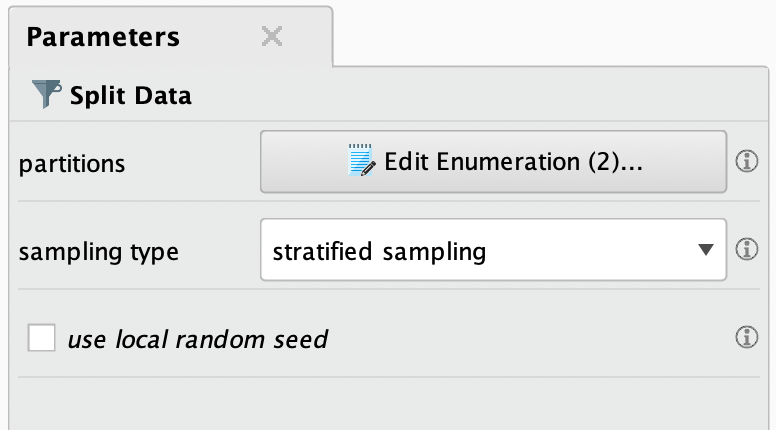 Parameters
Split Data
partitions
Edit Enumeration (2)...
sampling type
stratified sampling
use local random seed